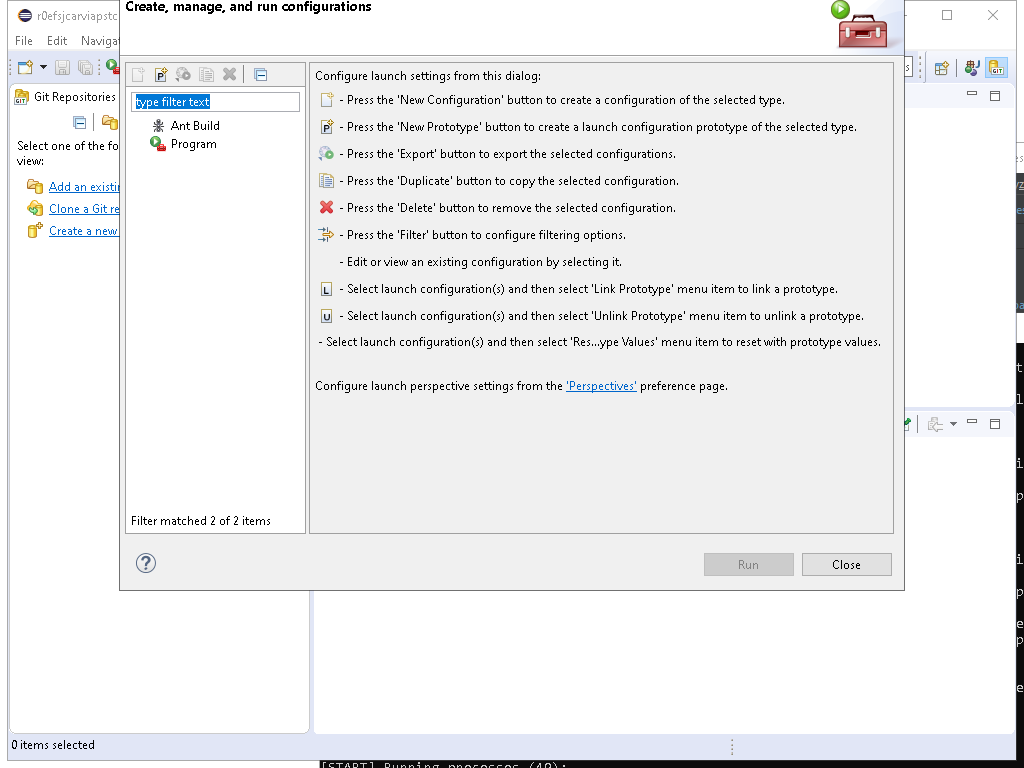 Create, manage, and run configurations
r0efsjcarviapstc
File Edit Navigat
type filter text
Ant Build
Program
Filter matched 2 of 2 items
Configure launch settings from this dialog:
- Press the 'New Configuration' button to create a configuration of the selected type.
- Press the 'New Prototype' button to create a launch configuration prototype of the selected type.
- Press the 'Export' button to export the selected configurations.
- Press the 'Duplicate' button to copy the selected configuration.
- Press the 'Delete' button to remove the selected configuration.
- Press the 'Filter' button to configure filtering options.
- Edit or view an existing configuration by selecting it.
L - Select launch configuration(s) and then select 'Link Prototype' menu item to link a prototype.
U - Select launch configuration(s) and then select 'Unlink Prototype' menu item to unlink a prototype.
- Select launch configuration(s) and then select 'Res...ype Values' menu item to reset with prototype values.
Configure launch perspective settings from the 'Perspectives' preference page.
Run Close
Git Repositories
Select one of the fo
view:
Add an existin
Clone a Git re
Create a new
0 items selected
[START] Running processes (40):